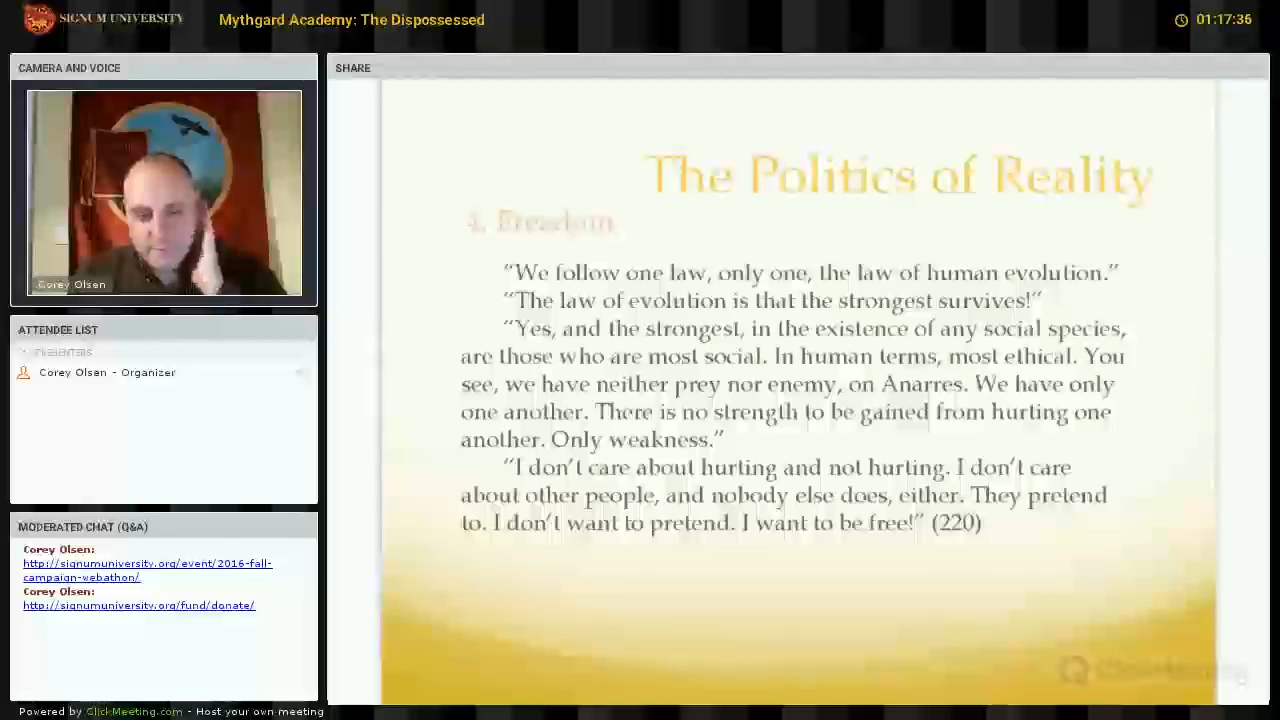 SIGNUM UNIVERSITY
Mythgard Academy: The Dispossessed
01:17:36
CAMERA AND VOICE
Corey Olsen
ATTENDEE LIST
PRESENTERS
Corey Olsen - Organizer
MODERATED CHAT (Q&A)
Corey Olsen:
http://signumuniversity.org/event/2016-fall-
campaign-webathon/
Corey Olsen:
http://signumuniversity.org/fund/donate/
SHARE
The Politics of Reality
4. Freedom
“We follow one law, only one, the law of human evolution.”
“The law of evolution is that the strongest survives!”
“Yes, and the strongest, in the existence of any social species,
are those who are most social. In human terms, most ethical. You
see, we have neither prey nor enemy, on Anarres. We have only
one another. There is no strength to be gained from hurting one
another. Only weakness.”
“I don’t care about hurting and not hurting. I don’t care
about other people, and nobody else does, either. They pretend
to. I don’t want to pretend. I want to be free!” (220)
ClickMeeting
Powered by ClickMeeting.com - Host your own meeting